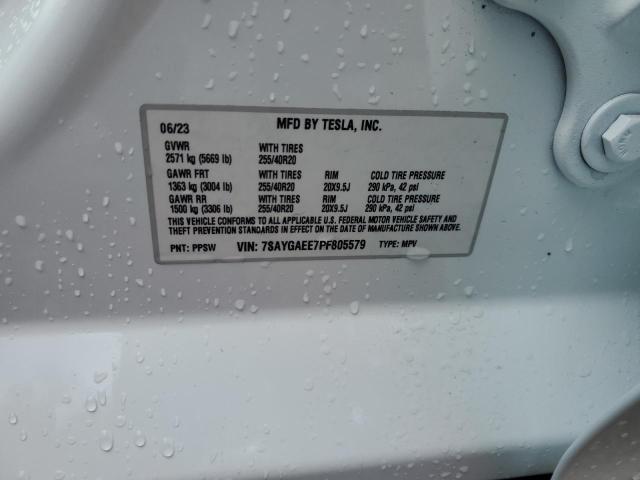 06/23 MFD BY TESLA, INC.
GVWR WITH TIRES
2571 kg (5669 lb) 255/40R20
GAWR FRT WITH TIRES RIM COLD TIRE PRESSURE
1363 kg (3004 lb) 255/40R20 20X9.5J 290 kPa, 42 psi
GAWR RR WITH TIRES RIM COLD TIRE PRESSURE
1500 kg (3306 lb) 255/40R20 20X9.5J 290 kPa, 42 psi
THIS VEHICLE CONFORMS TO ALL APPLICABLE U.S. FEDERAL MOTOR VEHICLE SAFETY AND
THEFT PREVENTION STANDARDS IN EFFECT ON THE DATE OF MANUFACTURE SHOWN ABOVE.
PNT: PPSW VIN: 7SAYGAEE7PF805579 TYPE: MPV